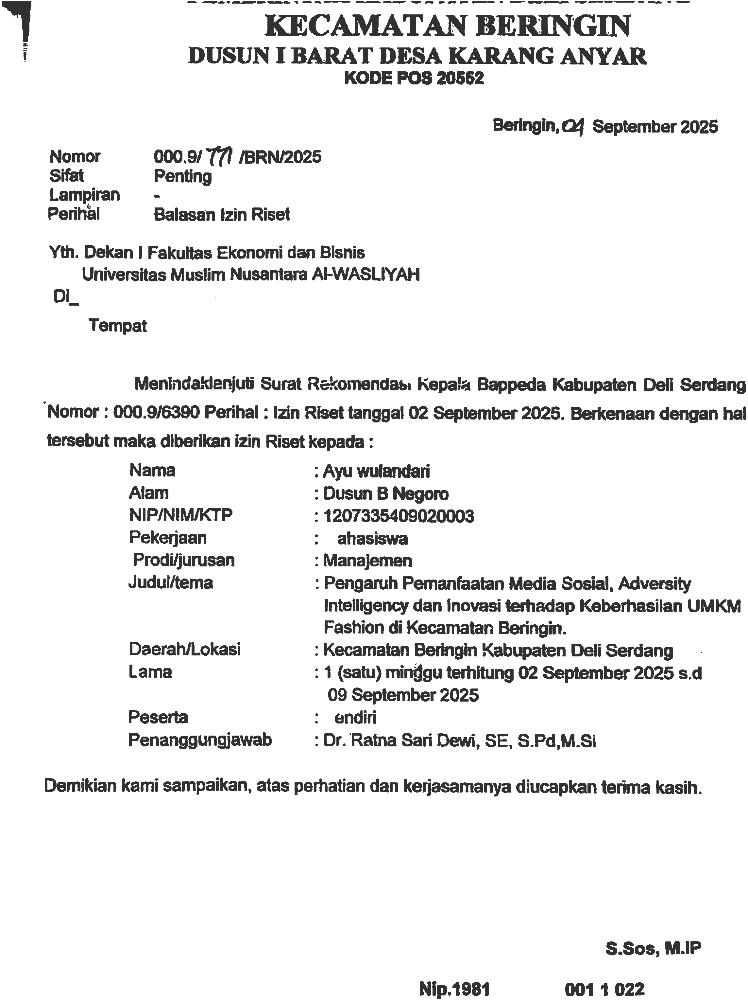 KECAMATAN BERINGIN
DUSUN I BARAT DESA KARANG ANYAR
KODE POS 20552
Beringin, 04 September 2025
Nomor 000.9/ 771 /BRN/2025
Sifat Penting
Lampiran -
Perihal Balasan Izin Riset
Yth. Dekan I Fakultas Ekonomi dan Bisnis
Universitas Muslim Nusantara Al-WASLIYAH
Di_
Tempat
Menindaklanjuti Surat Rekomendasi Kepala Bappeda Kabupaten Deli Serdang
Nomor : 000.9/6390 Perihal : Izin Riset tanggal 02 September 2025. Berkenaan dengan hal
tersebut maka diberikan izin Riset kepada :
Nama : Ayu wulandari
Alam : Dusun B Negoro
NIP/NIM/KTP : 1207335409020003
Pekerjaan : ahasiswa
Prodi/jurusan : Manajemen
Judul/tema : Pengaruh Pemanfaatan Media Sosial, Adversity
Intelligency dan Inovasi terhadap Keberhasilan UMKM
Fashion di Kecamatan Beringin.
Daerah/Lokasi : Kecamatan Beringin Kabupaten Deli Serdang
Lama : 1 (satu) minggu terhitung 02 September 2025 s.d
09 September 2025
Peserta : endiri
Penanggungjawab : Dr. Ratna Sari Dewi, SE, S.Pd,M.Si
Demikian kami sampaikan, atas perhatian dan kerjasamanya diucapkan terima kasih.
S.Sos, M.IP
Nip.1981 001 1 022